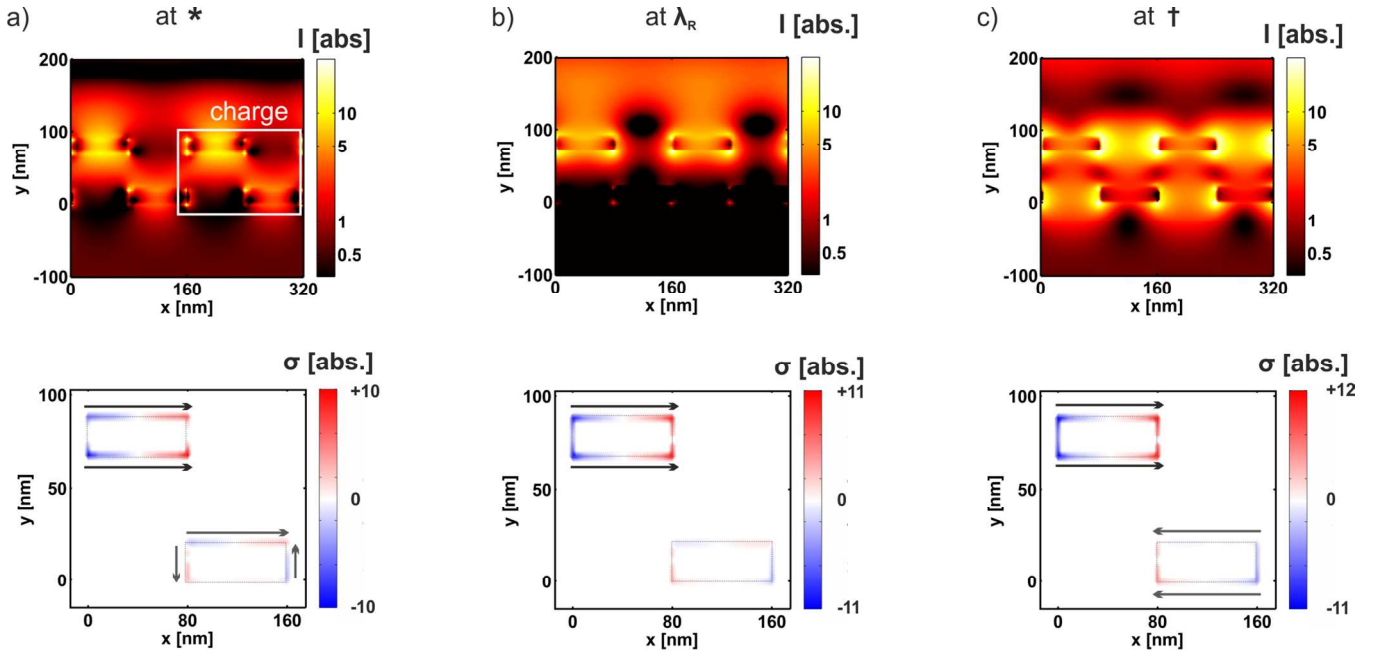 a) at *
I [abs]
200
100
0
-100
y [nm]
charge
0 160 320
x [nm]
10
5
1
0.5
b) at λR
I [abs.]
200
100
0
-100
y [nm]
0 160 320
x [nm]
10
5
1
0.5
c) at †
I [abs.]
200
100
0
-100
y [nm]
0 160 320
x [nm]
10
5
1
0.5
σ [abs.]
100
50
0
y [nm]
0 80 160
x [nm]
+10
0
-10
σ [abs.]
100
50
0
y [nm]
0 80 160
x [nm]
+11
0
-11
σ [abs.]
100
50
0
y [nm]
0 80 160
x [nm]
+12
0
-11